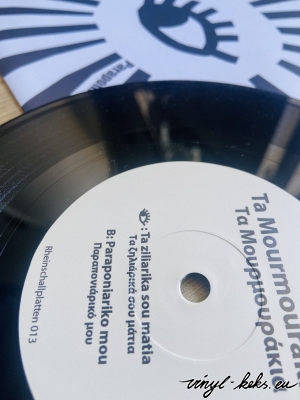 Ta Mourmoura
Τα Μουρμουράκια
: Ta ziliarika sou matia
Τα ζηλιάρικά σου μάτια
B: Paraponiariko mou
Παραπονιάρικό μου
Rheinschallplatten 013
vinyl-keks.eu